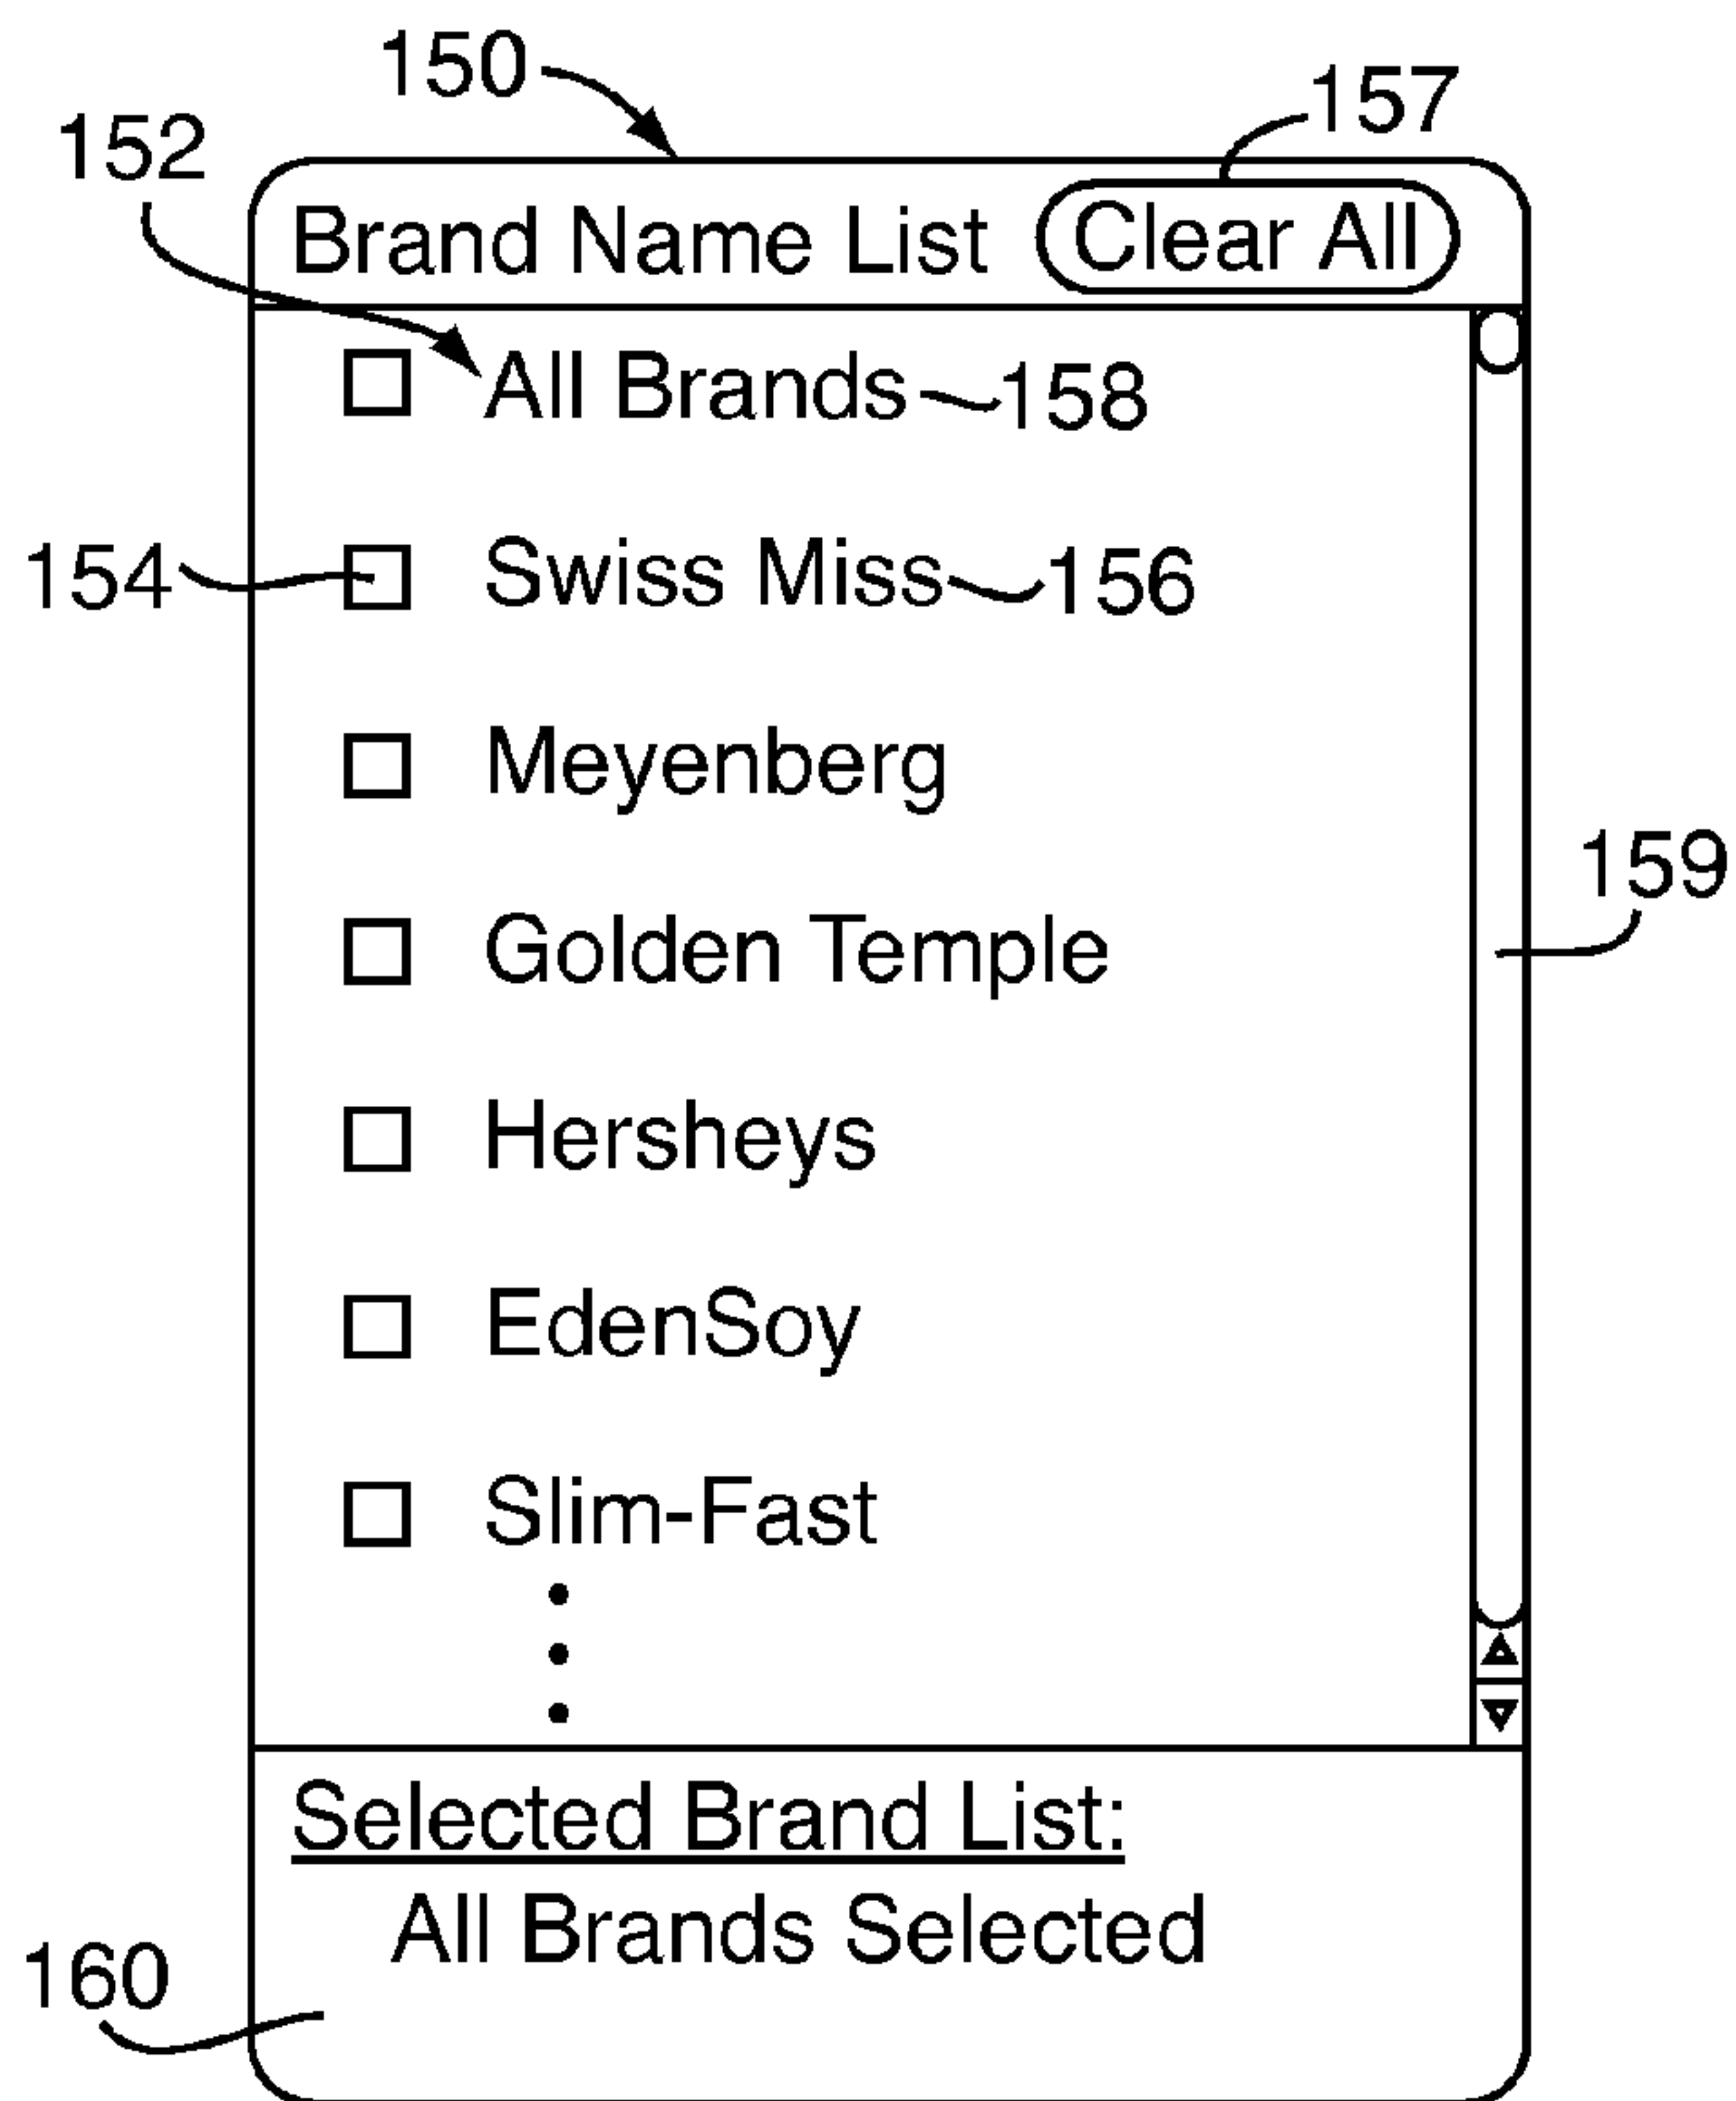 150
157
152
Brand Name List Clear All
All Brands 158
154 Swiss Miss 156
Meyenberg
159
Golden Temple
Hersheys
EdenSoy
Slim-Fast
Selected Brand List:
All Brands Selected
160